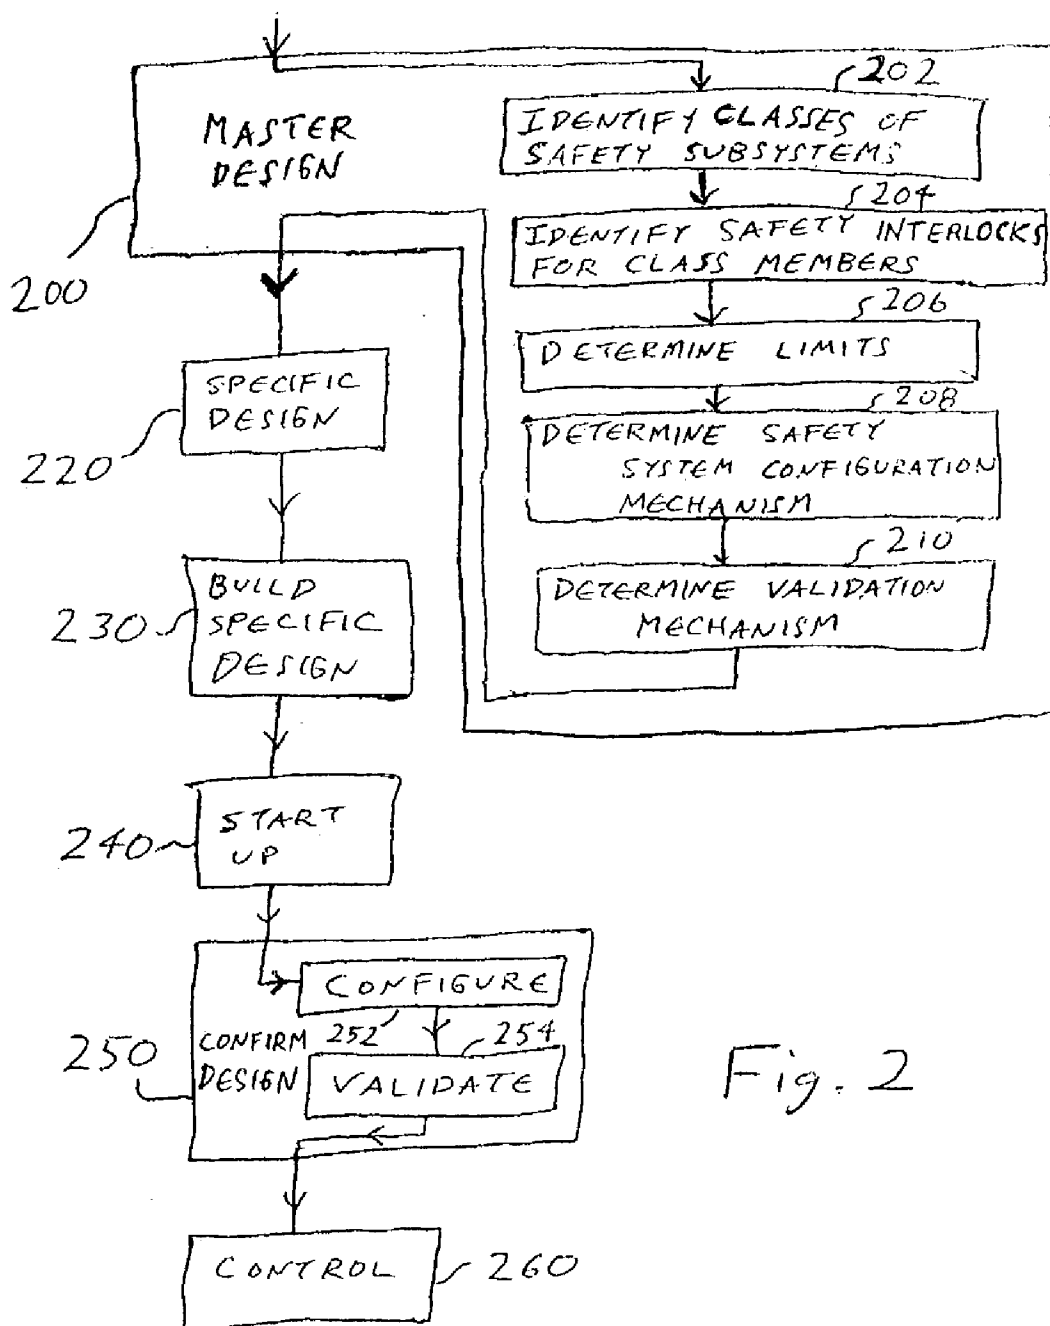 MASTER
DESIGN
200
202
IDENTIFY CLASSES OF
SAFETY SUBSYSTEMS
204
IDENTIFY SAFETY INTERLOCKS
FOR CLASS MEMBERS
206
DETERMINE LIMITS
208
DETERMINE SAFETY
SYSTEM CONFIGURATION
MECHANISM
210
DETERMINE VALIDATION
MECHANISM
SPECIFIC
DESIGN
220
BUILD
SPECIFIC
DESIGN
230
START
UP
240
CONFIGURE
252
CONFIRM
DESIGN
250
254
VALIDATE
CONTROL
260
Fig. 2